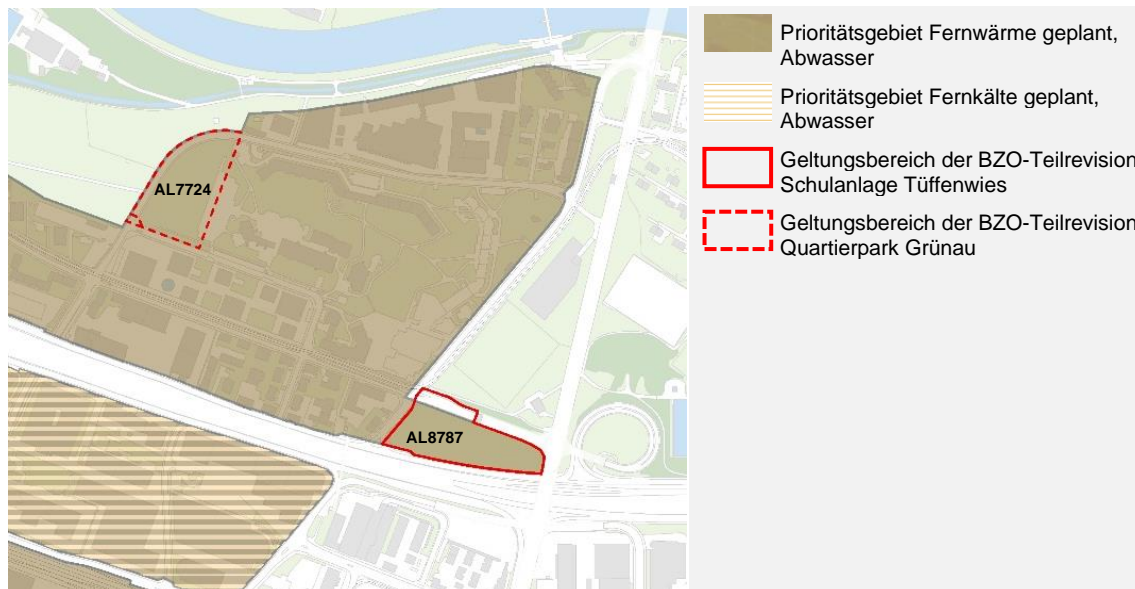 AL7724
AL8787
Prioritätsgebiet Fernwärme geplant,
Abwasser
Prioritätsgebiet Fernkälte geplant,
Abwasser
Geltungsbereich der BZO-Teilrevision
Schulanlage Tüffenwies
Geltungsbereich der BZO-Teilrevision
Quartierpark Grünau